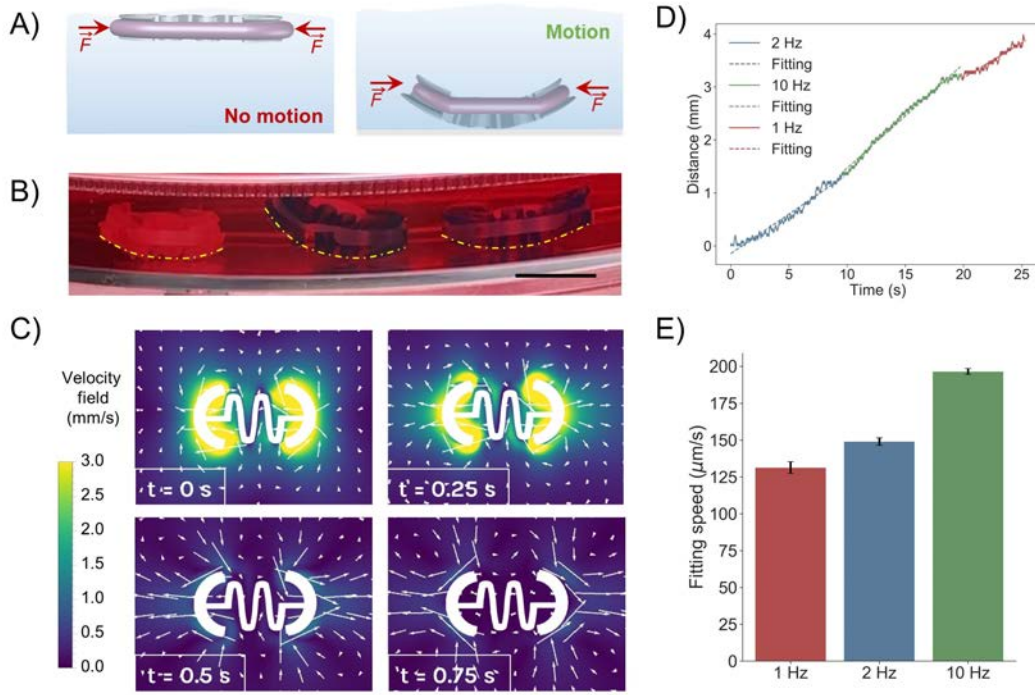 A)
F
F
No motion
Motion
F
F
B)
C)
Velocity
field
(mm/s)
3.0
2.5
2.0
1.5
1.0
0.5
0.0
t = 0 s
t = 0.25 s
t = 0.5 s
t = 0.75 s
D)
Distance (mm)
4
3
2
1
0
2 Hz
Fitting
10 Hz
Fitting
1 Hz
Fitting
0 5 10 15 20 25
Time (s)
E)
Fitting speed (μm/s)
200
175
150
125
100
75
50
25
0
1 Hz 2 Hz 10 Hz